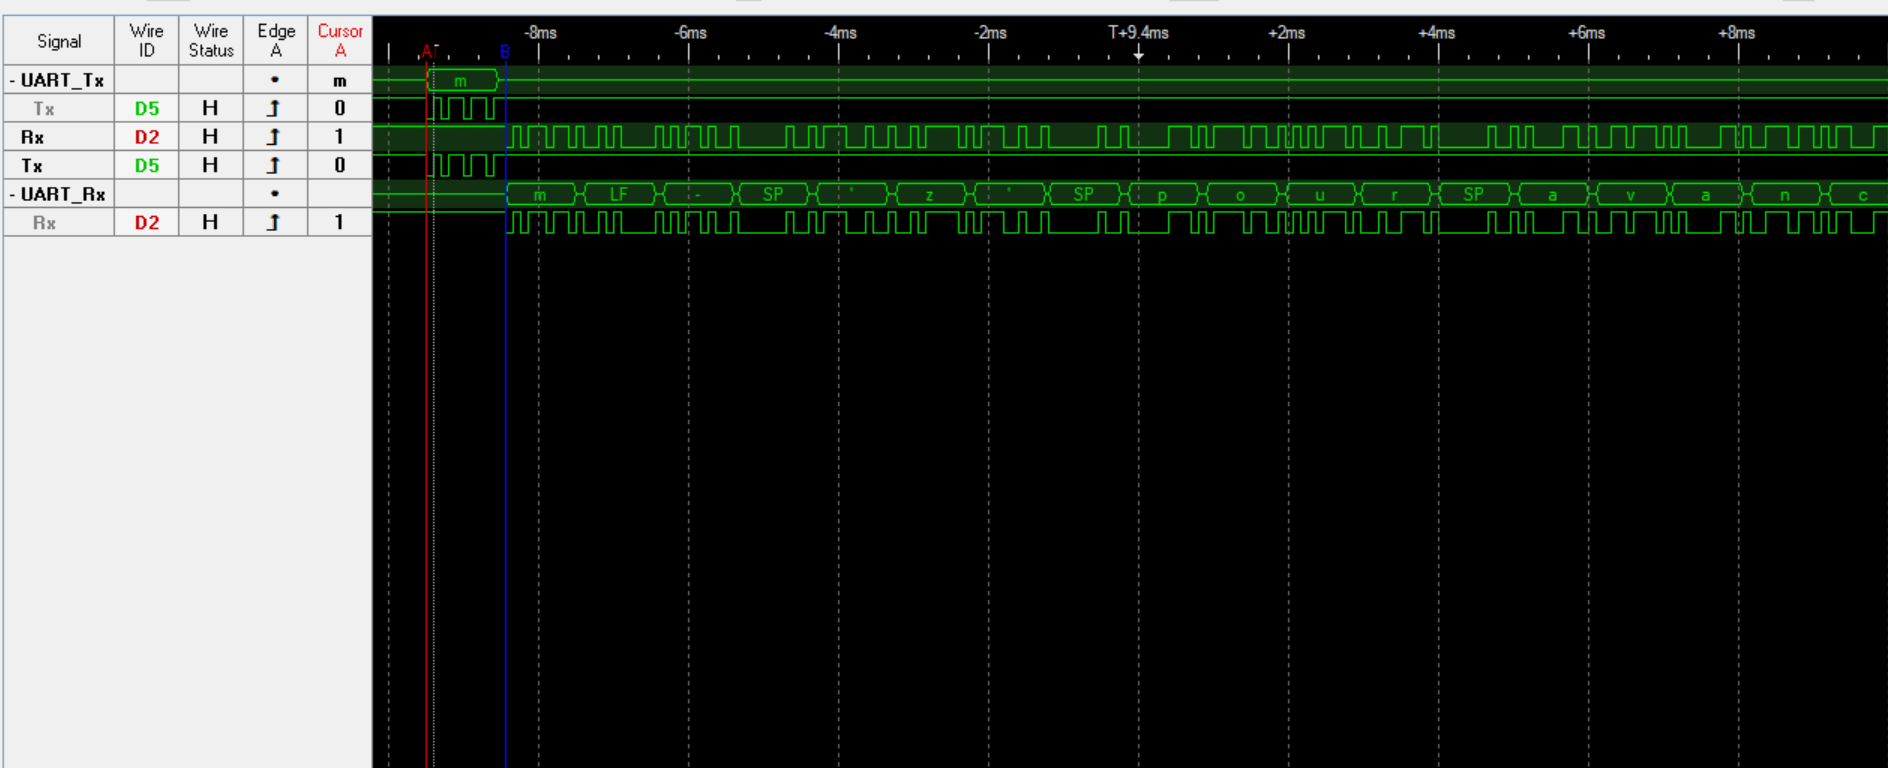 Signal Wire ID Wire Status Edge A Cursor A
-8ms -6ms -4ms -2ms T+9.4ms +2ms +4ms +6ms +8ms
A T B
- UART_Tx • m m
Tx D5 H 0
Rx D2 H 1
Tx D5 H 0
- UART_Rx • m LF - SP ' z ' SP p o u r SP a v a n c
Rx D2 H 1